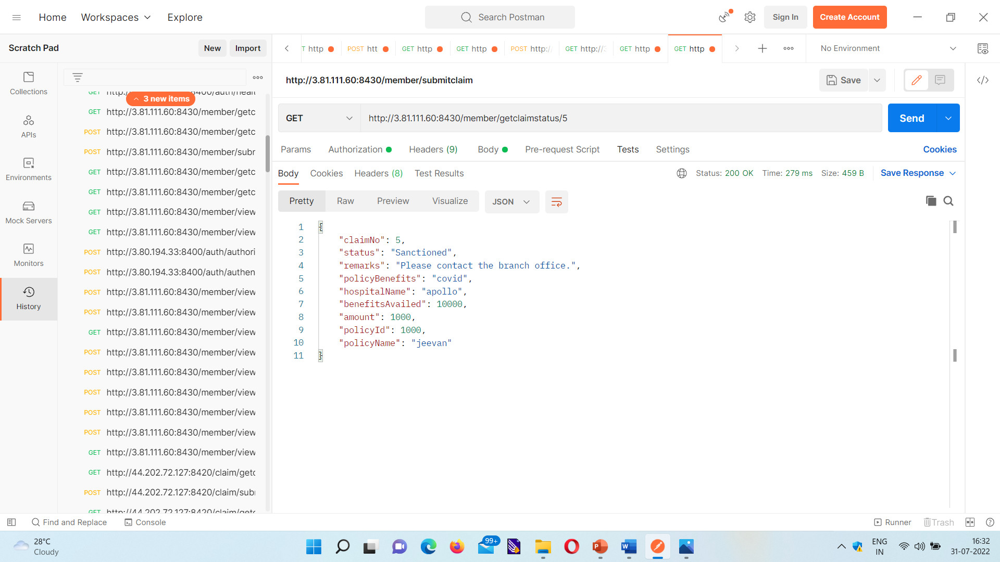 Home Workspaces Explore Search Postman Sign In Create Account
Scratch Pad New Import
T http POST htt GET http GET http POST http:/ GET http:// GET http GET http No Environment
Collections
APIs
Environments
Mock Servers
Monitors
History
3 new items
GET http://3.81.111.60:8430/member/getc
POST http://3.81.111.60:8430/member/getc
POST http://3.81.111.60:8430/member/subr
GET http://3.81.111.60:8430/member/getc
GET http://3.81.111.60:8430/member/getc
GET http://3.81.111.60:8430/member/view
GET http://3.81.111.60:8430/member/view
POST http://3.80.194.33:8400/auth/authori
POST http://3.80.194.33:8400/auth/authen
POST http://3.81.111.60:8430/member/view
POST http://3.81.111.60:8430/member/view
GET http://3.81.111.60:8430/member/view
POST http://3.81.111.60:8430/member/view
POST http://3.81.111.60:8430/member/view
POST http://3.81.111.60:8430/member/view
POST http://3.81.111.60:8430/member/view
POST http://3.81.111.60:8430/member/view
GET http://3.81.111.60:8430/member/view
GET http://44.202.72.127:8420/claim/getc
POST http://44.202.72.127:8420/claim/subr
GET http://44.202.72.127:8420/claim/getc
http://3.81.111.60:8430/member/submitclaim Save
GET http://3.81.111.60:8430/member/getclaimstatus/5 Send
Params Authorization Headers (9) Body Pre-request Script Tests Settings Cookies
Body Cookies Headers (8) Test Results Status: 200 OK Time: 279 ms Size: 459 B Save Response
Pretty Raw Preview Visualize JSON
1 {
2 "claimNo": 5,
3 "status": "Sanctioned",
4 "remarks": "Please contact the branch office.",
5 "policyBenefits": "covid",
6 "hospitalName": "apollo",
7 "benefitsAvailed": 10000,
8 "amount": 1000,
9 "policyId": 1000,
10 "policyName": "jeevan"
11 }
Find and Replace Console Runner Trash
28°C
Cloudy
99+
ENG
IN
16:32
31-07-2022